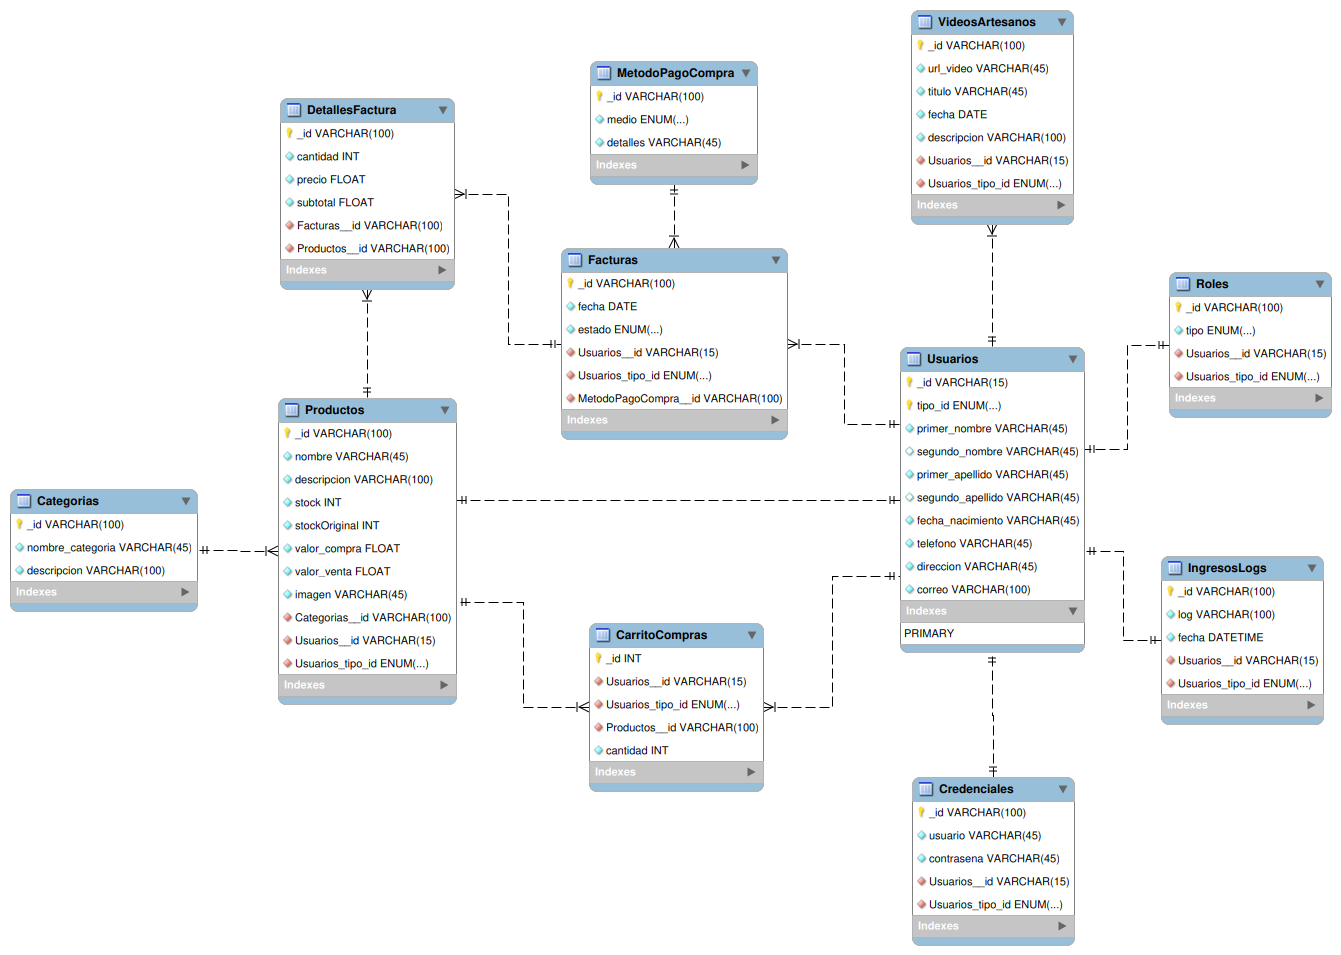 VideosArtesanos
_id VARCHAR(100)
url_video VARCHAR(45)
titulo VARCHAR(45)
fecha DATE
descripcion VARCHAR(100)
Usuarios__id VARCHAR(15)
Usuarios_tipo_id ENUM(...)
Indexes
MetodoPagoCompra
_id VARCHAR(100)
medio ENUM(...)
detalles VARCHAR(45)
Indexes
DetallesFactura
_id VARCHAR(100)
cantidad INT
precio FLOAT
subtotal FLOAT
Facturas__id VARCHAR(100)
Productos__id VARCHAR(100)
Indexes
Facturas
_id VARCHAR(100)
fecha DATE
estado ENUM(...)
Usuarios__id VARCHAR(15)
Usuarios_tipo_id ENUM(...)
MetodoPagoCompra__id VARCHAR(100)
Indexes
Roles
_id VARCHAR(100)
tipo ENUM(...)
Usuarios__id VARCHAR(15)
Usuarios_tipo_id ENUM(...)
Indexes
Usuarios
_id VARCHAR(15)
tipo_id ENUM(...)
primer_nombre VARCHAR(45)
segundo_nombre VARCHAR(45)
primer_apellido VARCHAR(45)
segundo_apellido VARCHAR(45)
fecha_nacimiento VARCHAR(45)
telefono VARCHAR(45)
direccion VARCHAR(45)
correo VARCHAR(100)
Indexes
PRIMARY
Productos
_id VARCHAR(100)
nombre VARCHAR(45)
descripcion VARCHAR(100)
stock INT
stockOriginal INT
valor_compra FLOAT
valor_venta FLOAT
imagen VARCHAR(45)
Categorias__id VARCHAR(100)
Usuarios__id VARCHAR(15)
Usuarios_tipo_id ENUM(...)
Indexes
Categorias
_id VARCHAR(100)
nombre_categoria VARCHAR(45)
descripcion VARCHAR(100)
Indexes
IngresosLogs
_id VARCHAR(100)
log VARCHAR(100)
fecha DATETIME
Usuarios__id VARCHAR(15)
Usuarios_tipo_id ENUM(...)
Indexes
CarritoCompras
_id INT
Usuarios__id VARCHAR(15)
Usuarios_tipo_id ENUM(...)
Productos__id VARCHAR(100)
cantidad INT
Indexes
Credenciales
_id VARCHAR(100)
usuario VARCHAR(45)
contrasena VARCHAR(45)
Usuarios__id VARCHAR(15)
Usuarios_tipo_id ENUM(...)
Indexes